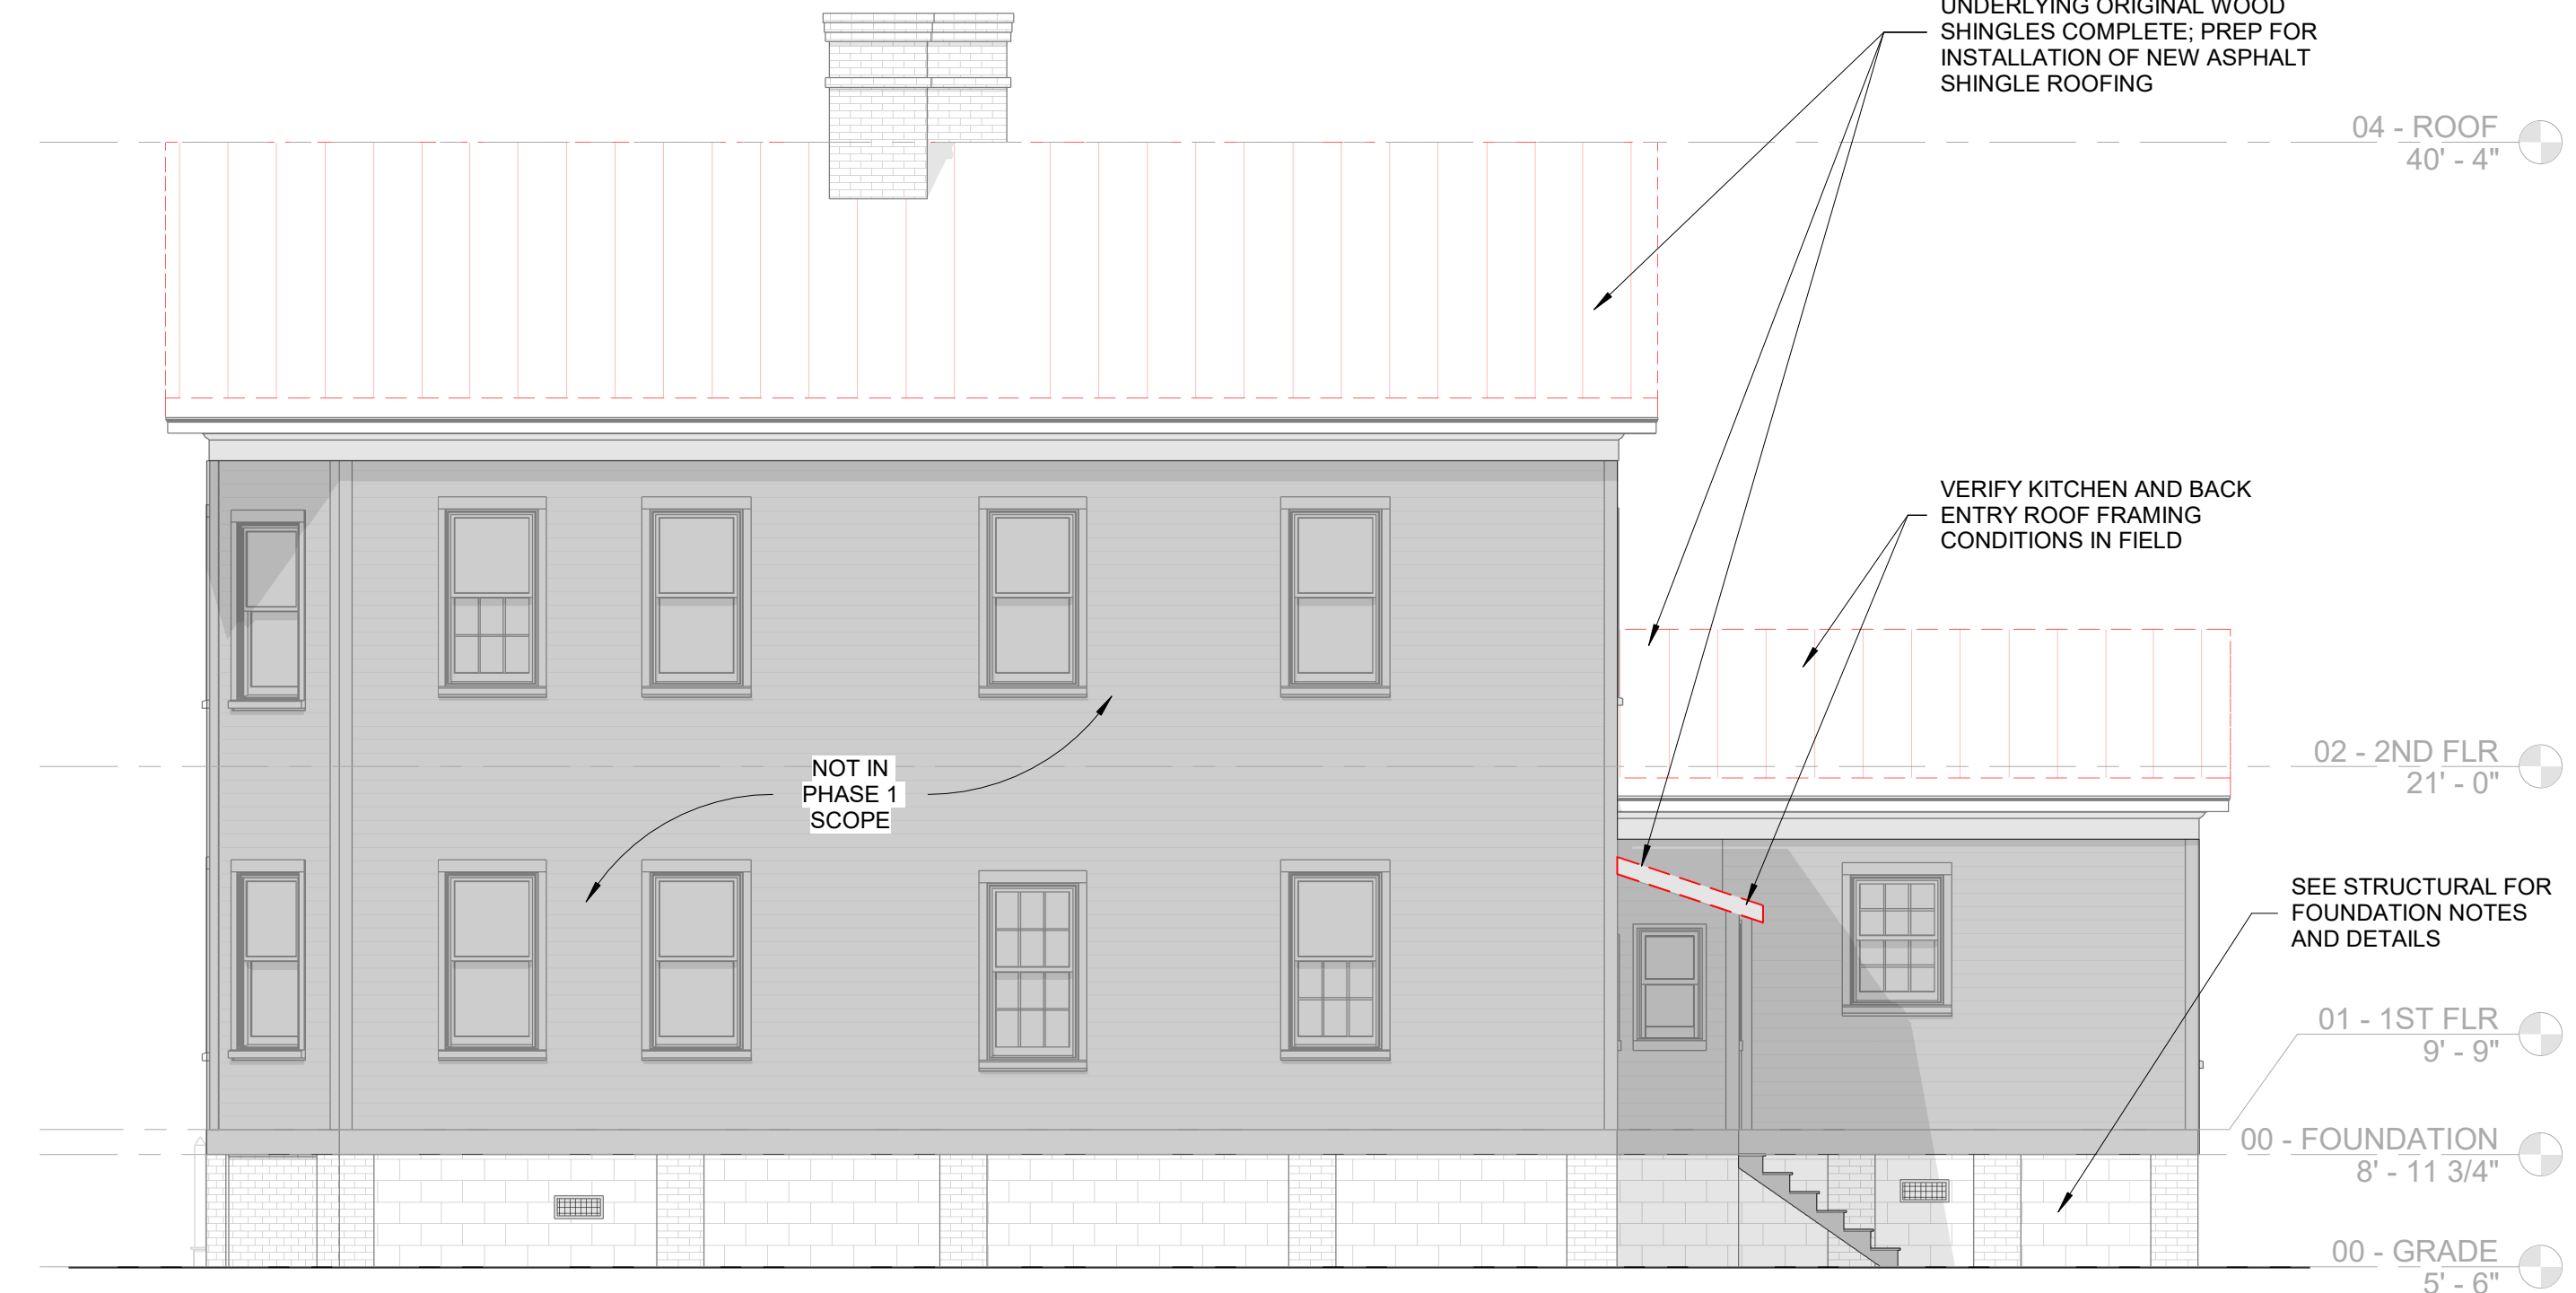 UNDERLYING ORIGINAL WOOD
SHINGLES COMPLETE; PREP FOR
INSTALLATION OF NEW ASPHALT
SHINGLE ROOFING
04 - ROOF
40' - 4"
VERIFY KITCHEN AND BACK
ENTRY ROOF FRAMING
CONDITIONS IN FIELD
02 - 2ND FLR
21' - 0"
NOT IN
PHASE 1
SCOPE
SEE STRUCTURAL FOR
FOUNDATION NOTES
AND DETAILS
01 - 1ST FLR
9' - 9"
00 - FOUNDATION
8' - 11 3/4"
00 - GRADE
5' - 6"